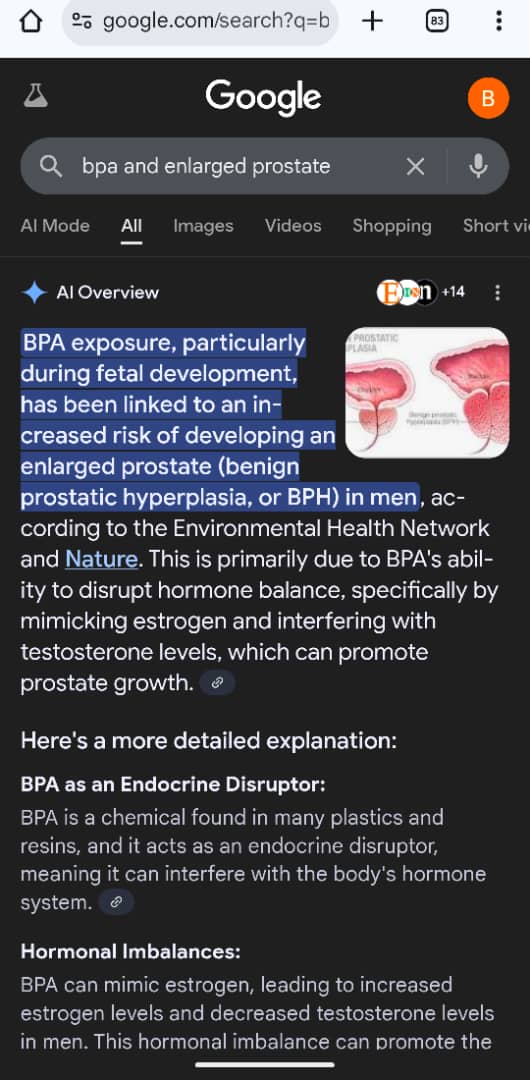 google.com/search?q=b
83
Google
B
bpa and enlarged prostate
AI Mode All Images Videos Shopping Short vi
AI Overview
+14
BPA exposure, particularly
during fetal development,
has been linked to an in-
creased risk of developing an
enlarged prostate (benign
prostatic hyperplasia, or BPH) in men, ac-
cording to the Environmental Health Network
and Nature. This is primarily due to BPA's abil-
ity to disrupt hormone balance, specifically by
mimicking estrogen and interfering with
testosterone levels, which can promote
prostate growth.
PROSTATIC
PLASIA
Benign prostatic
hyperplasia (BPH)
Here's a more detailed explanation:
BPA as an Endocrine Disruptor:
BPA is a chemical found in many plastics and
resins, and it acts as an endocrine disruptor,
meaning it can interfere with the body's hormone
system.
Hormonal Imbalances:
BPA can mimic estrogen, leading to increased
estrogen levels and decreased testosterone levels
in men. This hormonal imbalance can promote the